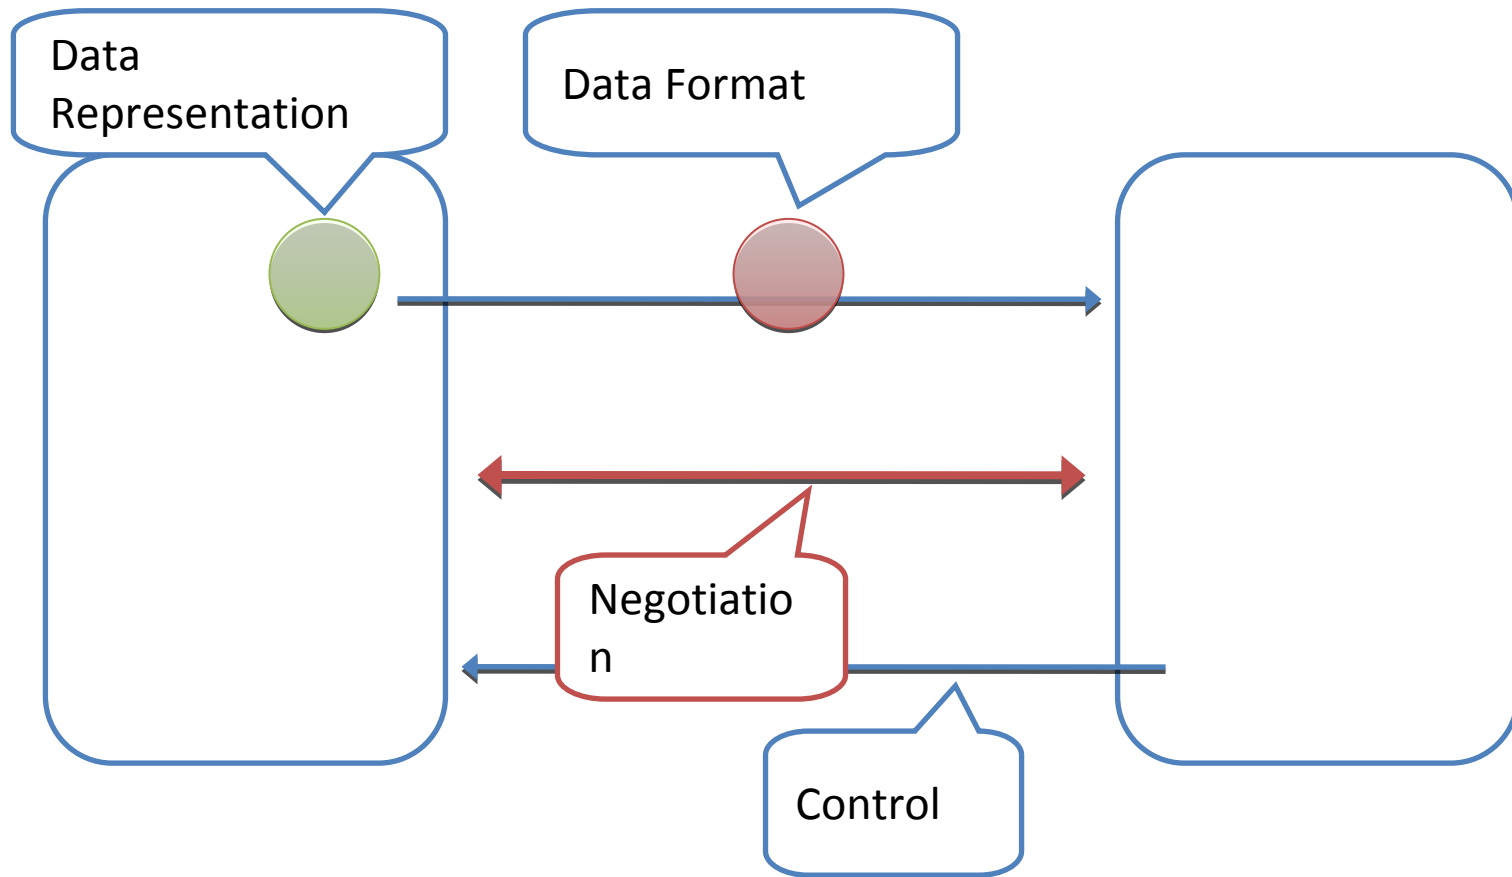 Data
Representation
Data Format
Negotiatio
n
Control